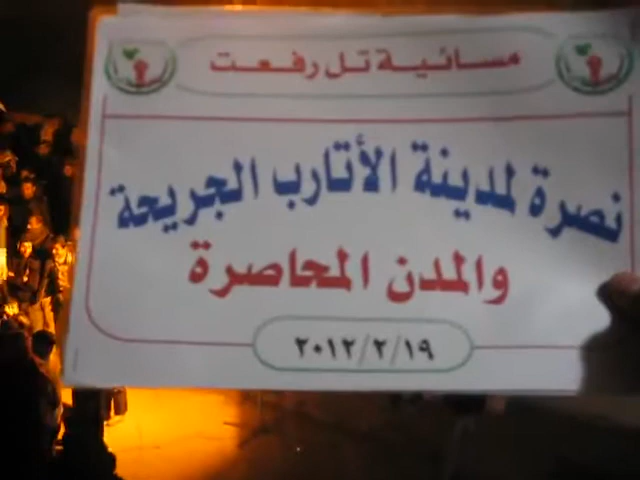 مسائية تل رفعت
نصرة لمدينة الأتارب الجريحة
والمدن المحاصرة
٢٠١٢/٢/١٩